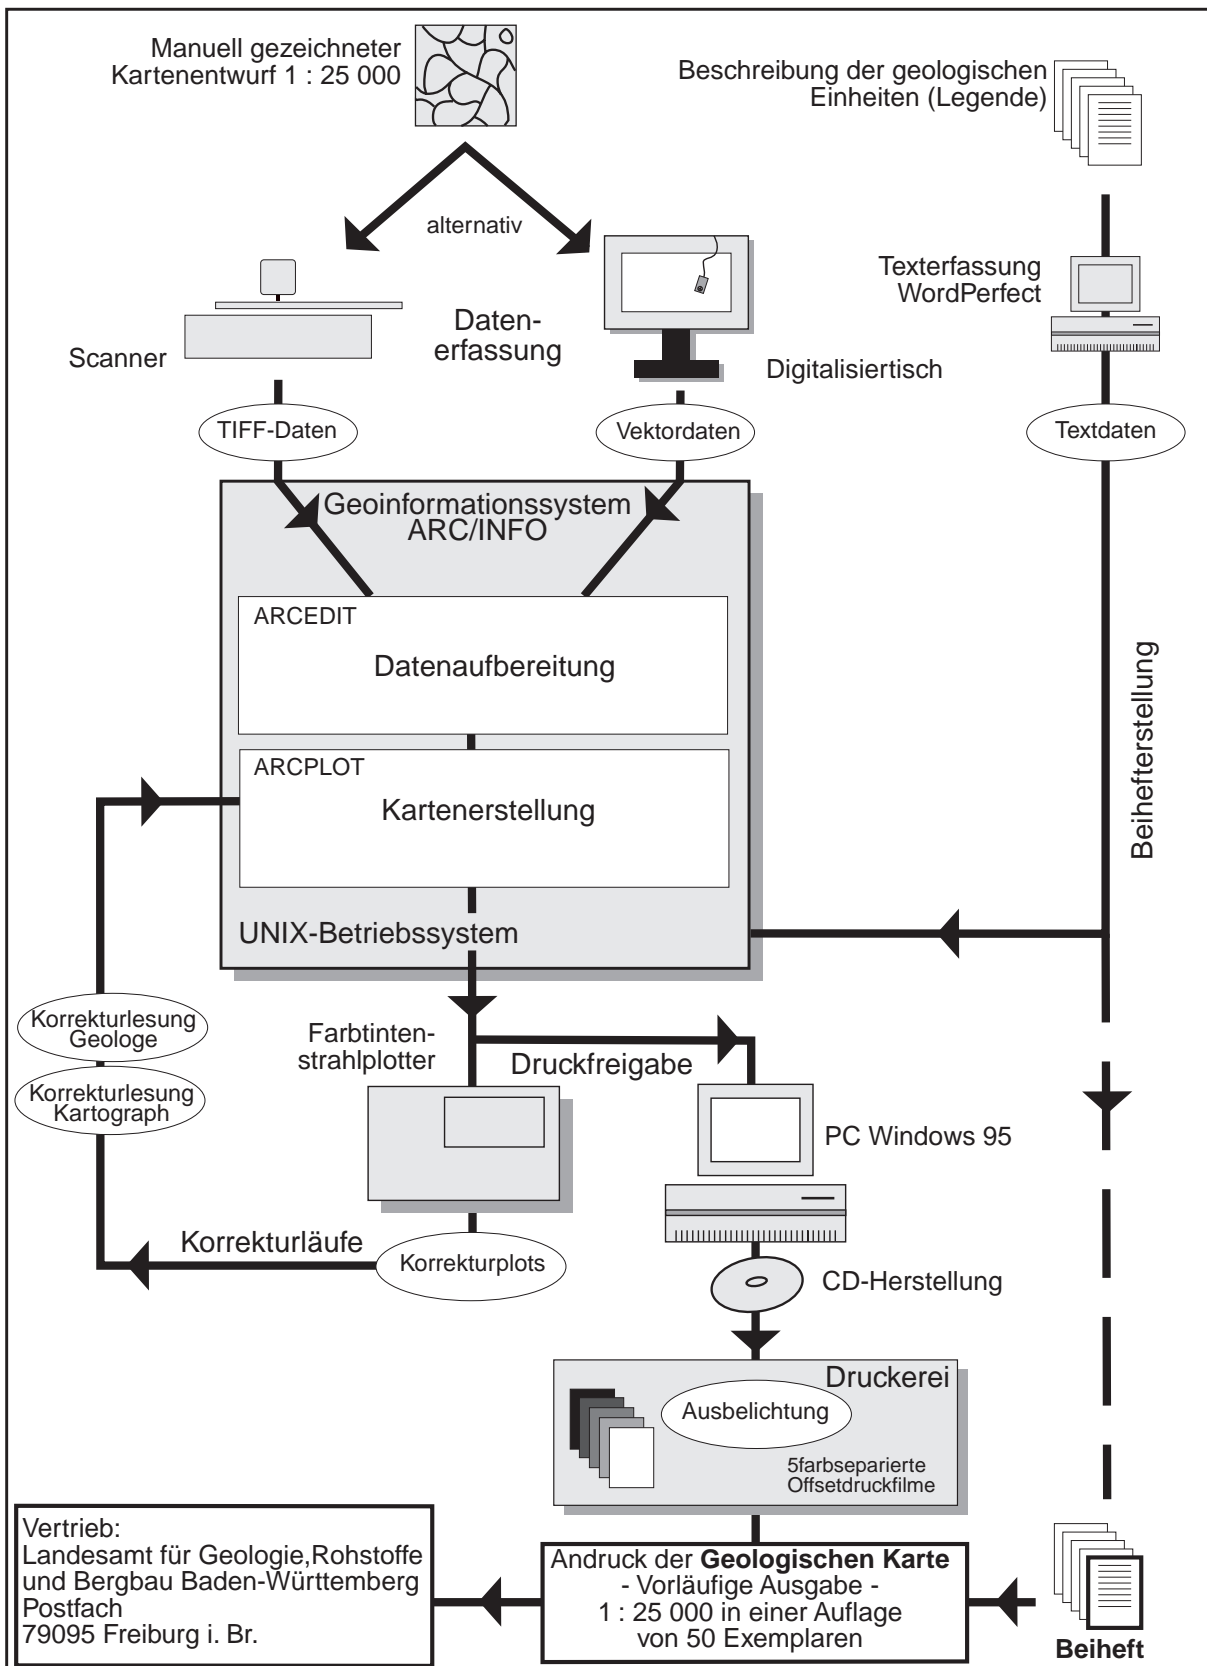 Manuell gezeichneter
Kartenentwurf 1 : 25 000
Beschreibung der geologischen
Einheiten (Legende)
alternativ
Texterfassung
WordPerfect
Daten-
erfassung
Scanner
Digitalisiertisch
TIFF-Daten
Vektordaten
Textdaten
Geoinformationssystem
ARC/INFO
ARCEDIT
Datenaufbereitung
ARCPLOT
Kartenerstellung
Beihefterstellung
UNIX-Betriebssystem
Korrekturlesung
Geologe
Korrekturlesung
Kartograph
Farbtinten-
strahlplotter
Druckfreigabe
PC Windows 95
Korrekturläufe
Korrekturplots
CD-Herstellung
Druckerei
Ausbelichtung
5farbseparierte
Offsetdruckfilme
Vertrieb:
Landesamt für Geologie,Rohstoffe
und Bergbau Baden-Württemberg
Postfach
79095 Freiburg i. Br.
Andruck der Geologischen Karte
- Vorläufige Ausgabe -
1 : 25 000 in einer Auflage
von 50 Exemplaren
Beiheft